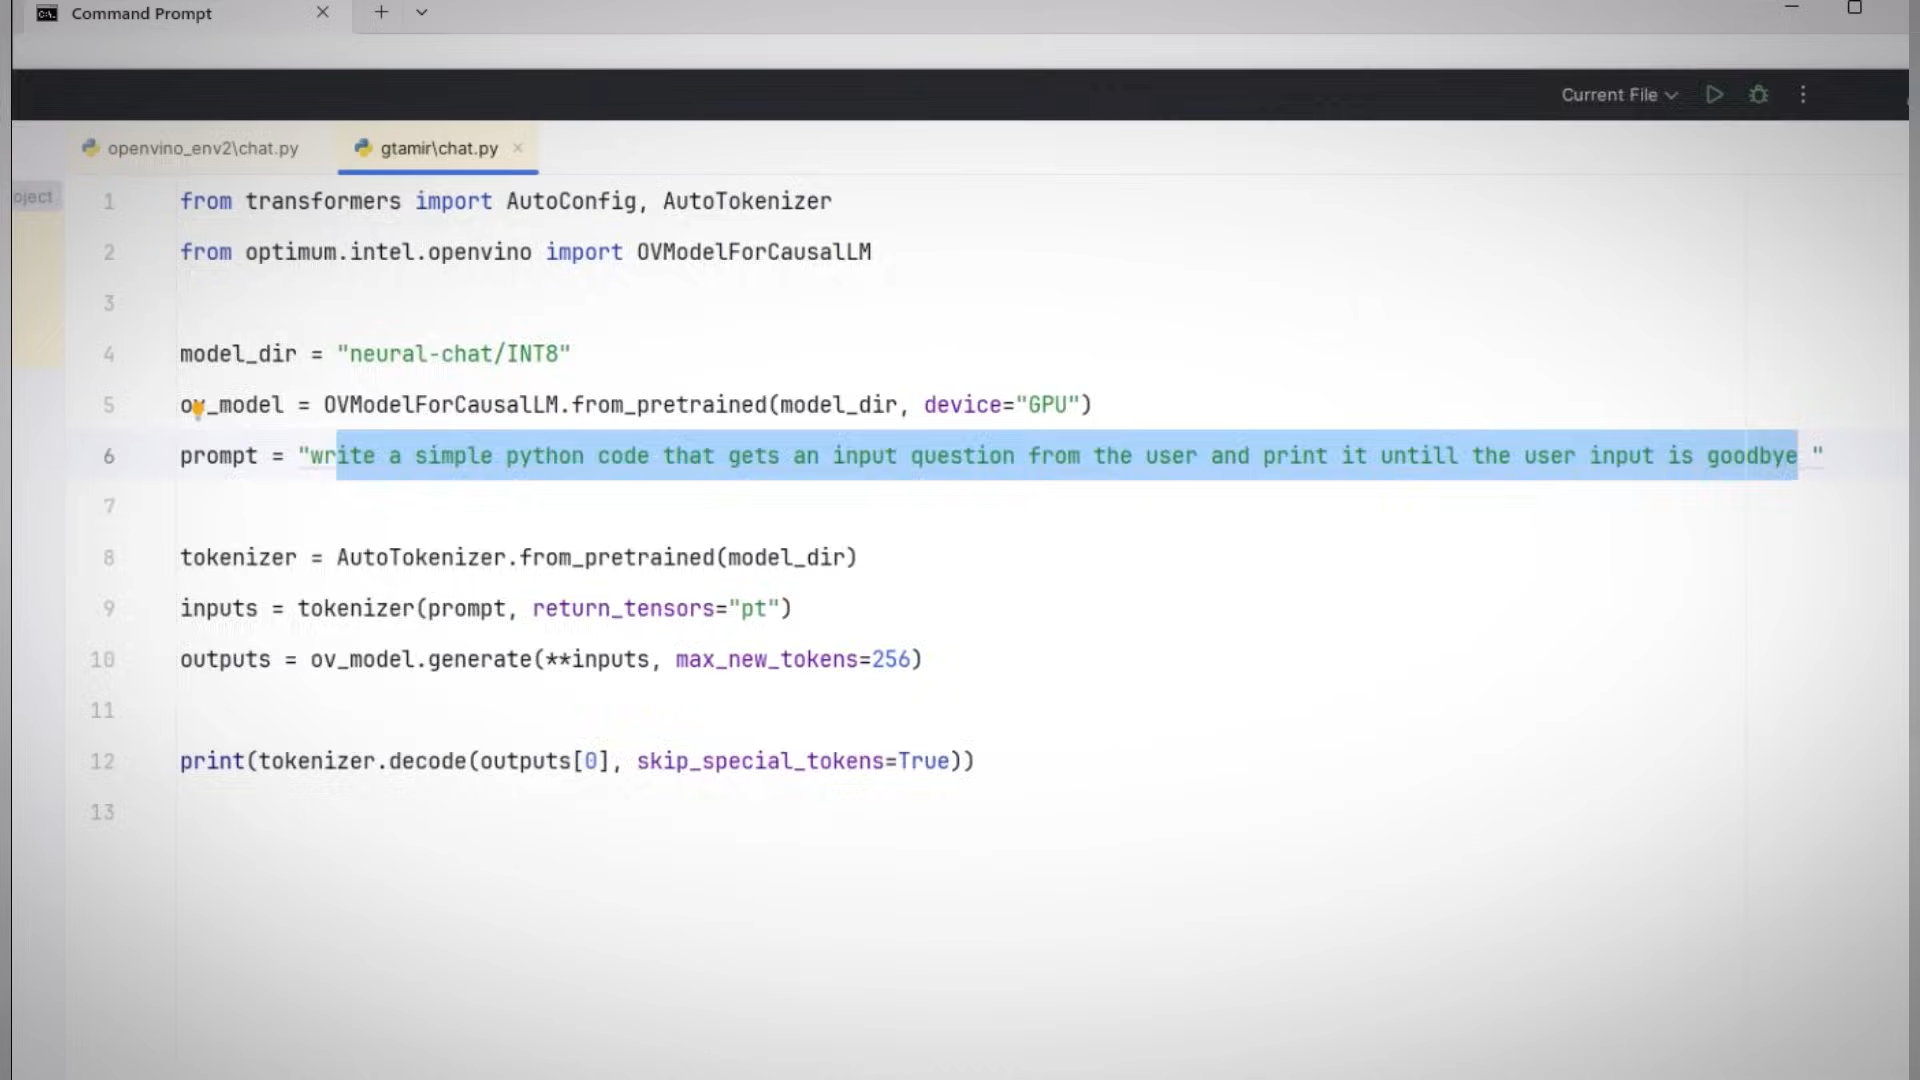 Command Prompt
Current File
openvino_env2\chat.py
gtamir\chat.py
oject
1 from transformers import AutoConfig, AutoTokenizer
2 from optimum.intel.openvino import OVModelForCausalLM
3
4 model_dir = "neural-chat/INT8"
5 ov_model = OVModelForCausalLM.from_pretrained(model_dir, device="GPU")
6 prompt = "write a simple python code that gets an input question from the user and print it untill the user input is goodbye "
7
8 tokenizer = AutoTokenizer.from_pretrained(model_dir)
9 inputs = tokenizer(prompt, return_tensors="pt")
10 outputs = ov_model.generate(**inputs, max_new_tokens=256)
11
12 print(tokenizer.decode(outputs[0], skip_special_tokens=True))
13